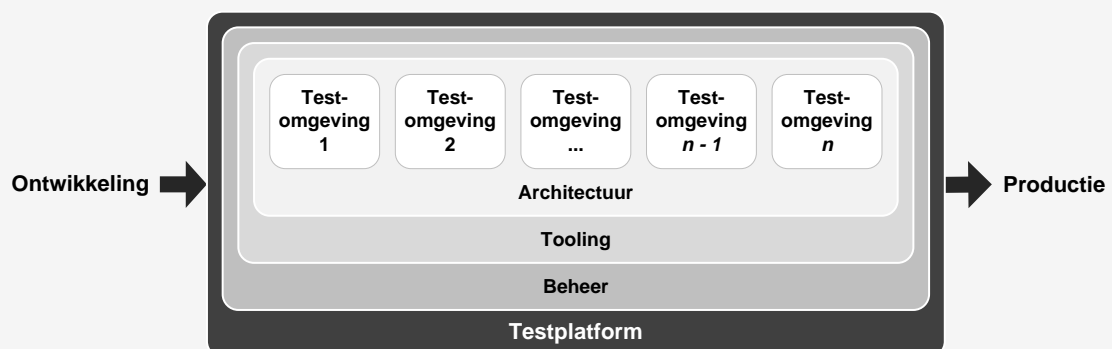 Test-
omgeving
1
Test-
omgeving
2
Test-
omgeving
...
Test-
omgeving
n - 1
Test-
omgeving
n
Ontwikkeling
Productie
Architectuur
Tooling
Beheer
Testplatform